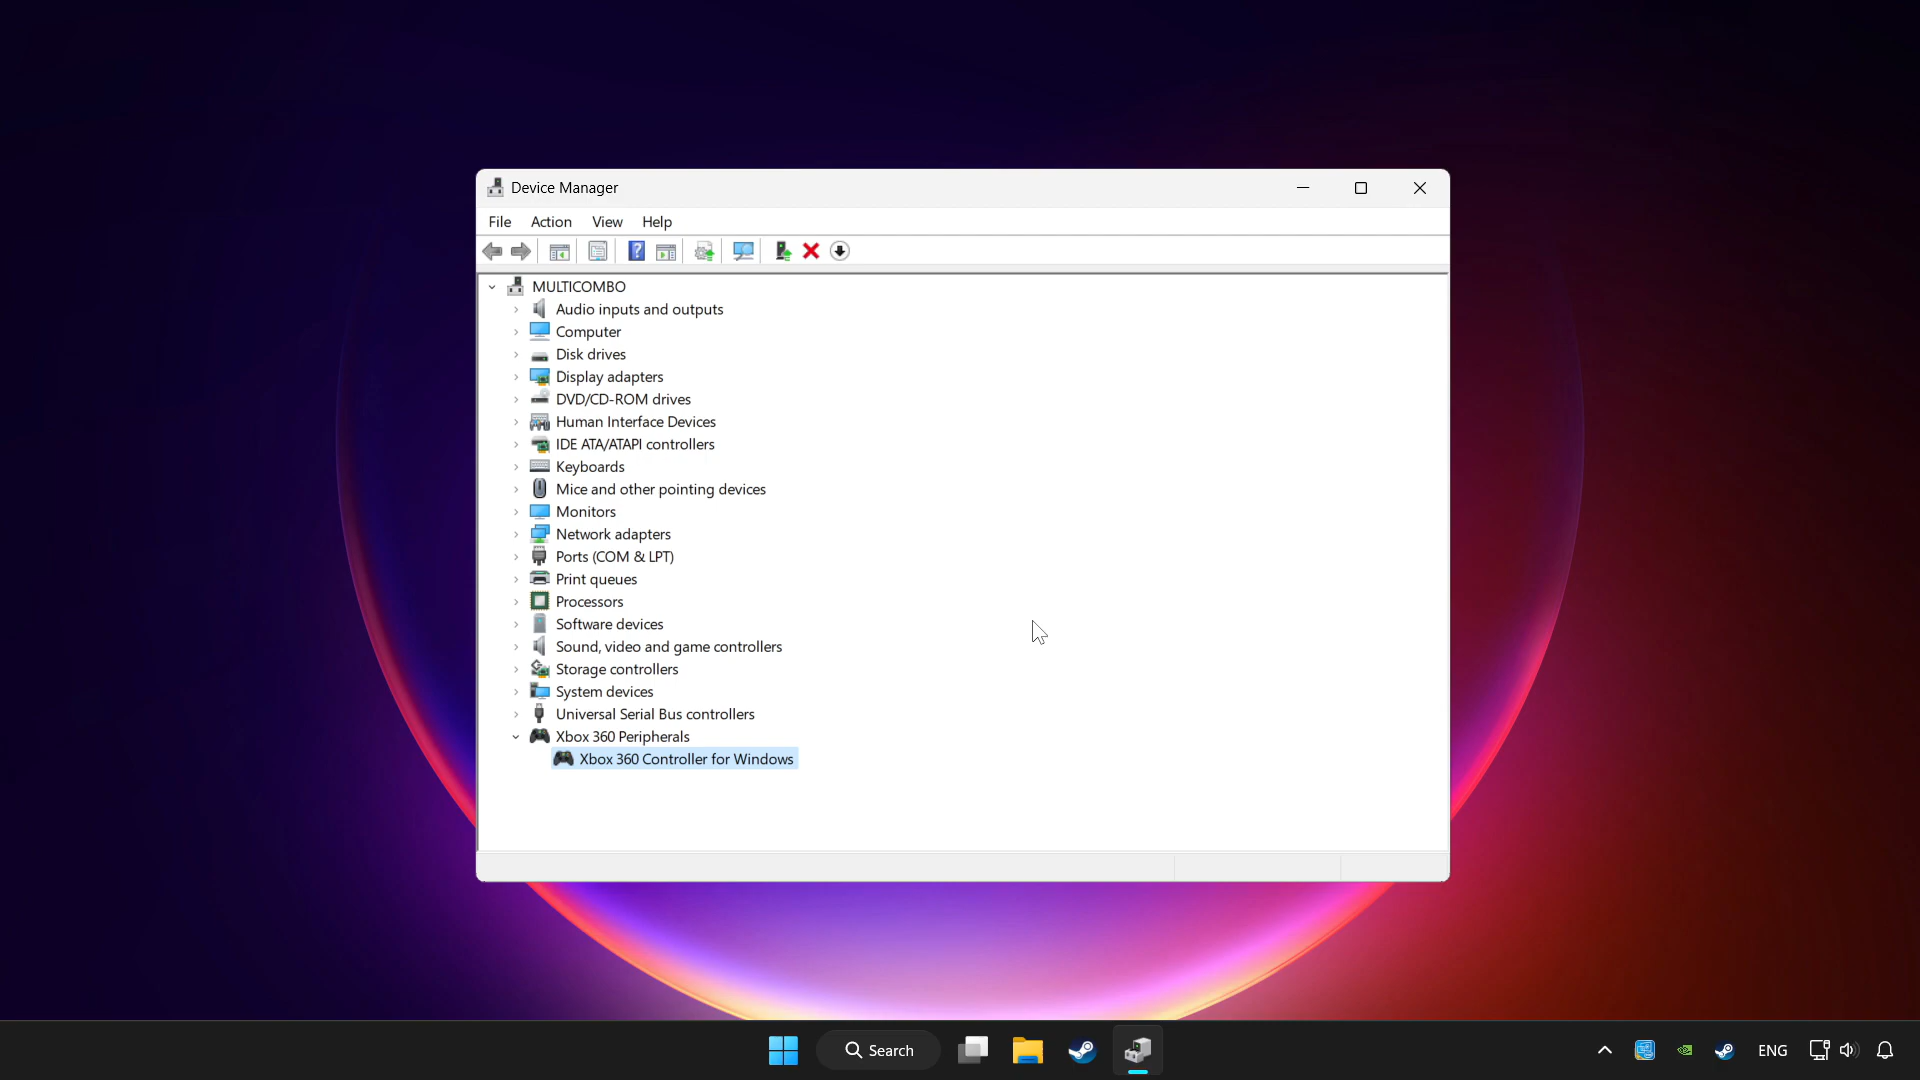 Device Manager
File Action View Help
MULTICOMBO
Audio inputs and outputs
Computer
Disk drives
Display adapters
DVD/CD-ROM drives
Human Interface Devices
IDE ATA/ATAPI controllers
Keyboards
Mice and other pointing devices
Monitors
Network adapters
Ports (COM & LPT)
Print queues
Processors
Software devices
Sound, video and game controllers
Storage controllers
System devices
Universal Serial Bus controllers
Xbox 360 Peripherals
Xbox 360 Controller for Windows
Search
ENG